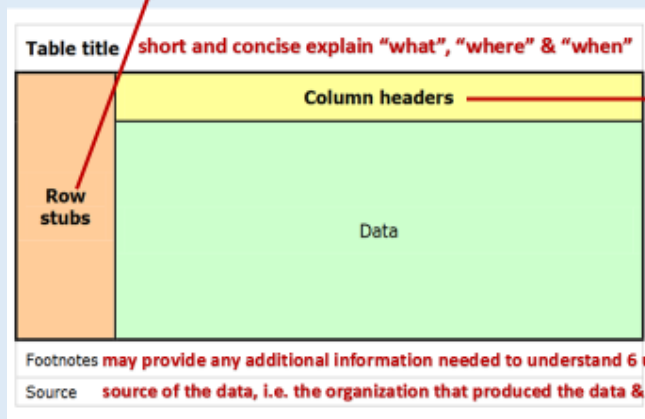 Table title short and concise explain “what”, “where” & “when”
Column headers
Row
stubs
Data
Footnotes may provide any additional information needed to understand 6
Source source of the data, i.e. the organization that produced the data &